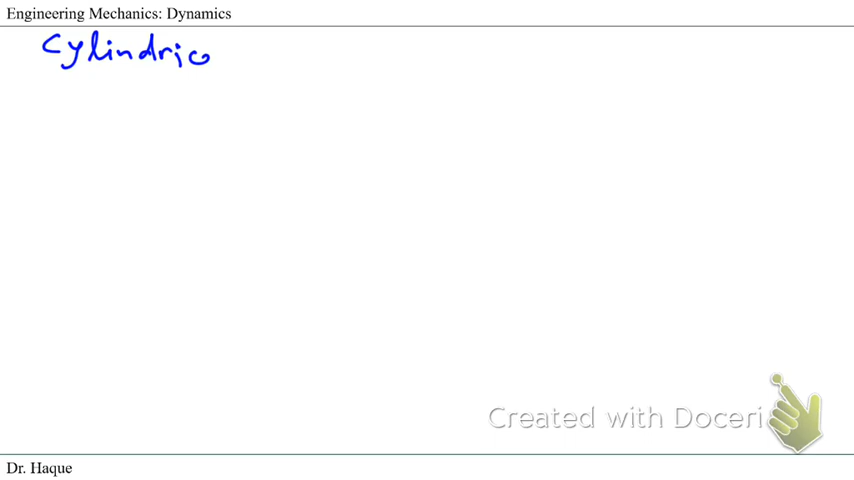 Engineering Mechanics: Dynamics
Cylindric
Created with Doceri
Dr. Haque